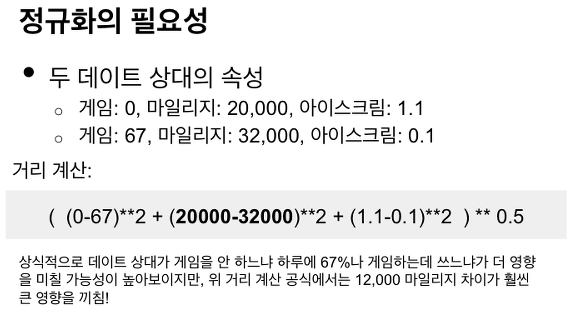 정규화의 필요성
● 두 데이트 상대의 속성
○ 게임: 0, 마일리지: 20,000, 아이스크림: 1.1
○ 게임: 67, 마일리지: 32,000, 아이스크림: 0.1
거리 계산:
( (0-67)**2 + (20000-32000)**2 + (1.1-0.1)**2 ) ** 0.5
상식적으로 데이트 상대가 게임을 안 하느냐 하루에 67%나 게임하는데 쓰느냐가 더 영향
을 미칠 가능성이 높아보이지만, 위 거리 계산 공식에서는 12,000 마일리지 차이가 훨씬
큰 영향을 끼침!